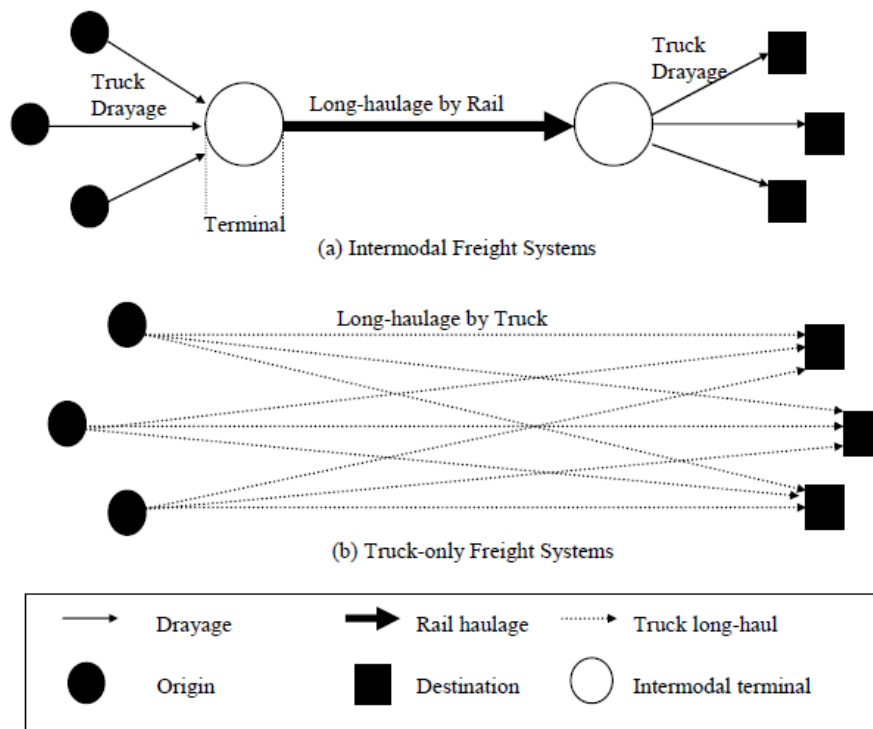 Truck
Drayage
Long-haulage by Rail
Truck
Drayage
Terminal
(a) Intermodal Freight Systems
Long-haulage by Truck
(b) Truck-only Freight Systems
Drayage
Rail haulage
Truck long-haul
Origin
Destination
Intermodal terminal